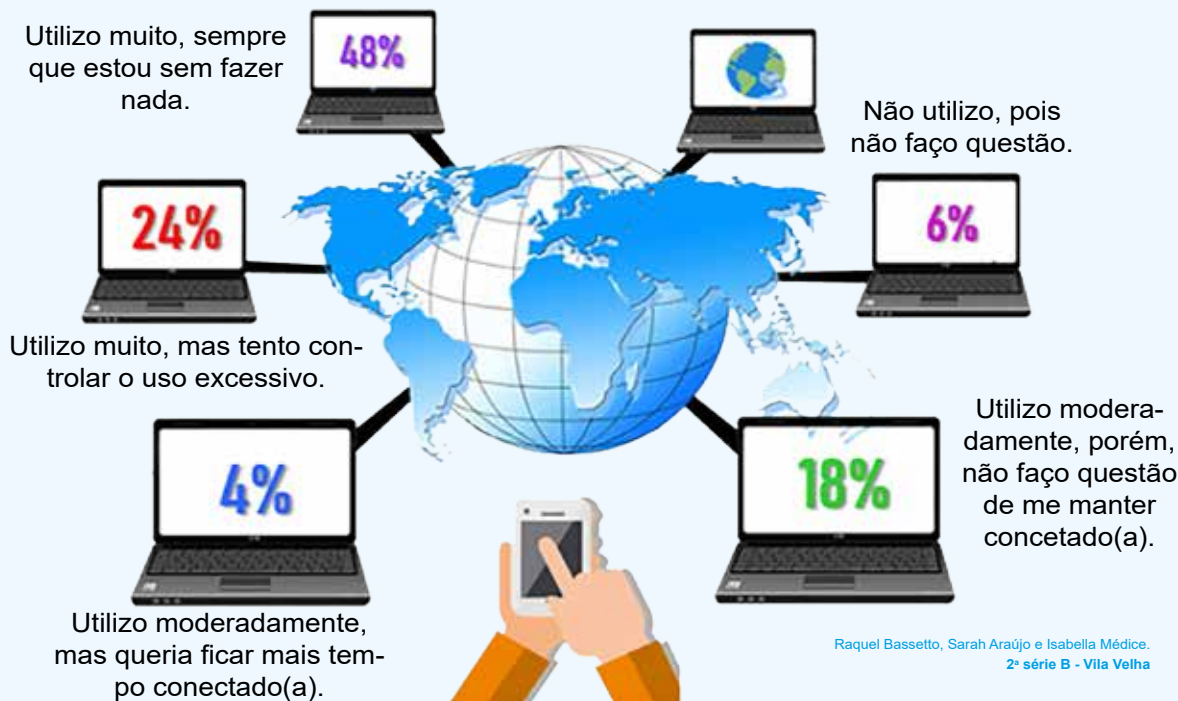 Utilizo muito, sempre
que estou sem fazer
nada.
48%
Não utilizo, pois
não faço questão.
24%
6%
Utilizo muito, mas tento con-
trolar o uso excessivo.
4%
18%
Utilizo modera-
damente, porém,
não faço questão
de me manter
concetado(a).
Utilizo moderadamente,
mas queria ficar mais tem-
po conectado(a).
Raquel Bassetto, Sarah Araújo e Isabella Médice.
2ª série B - Vila Velha